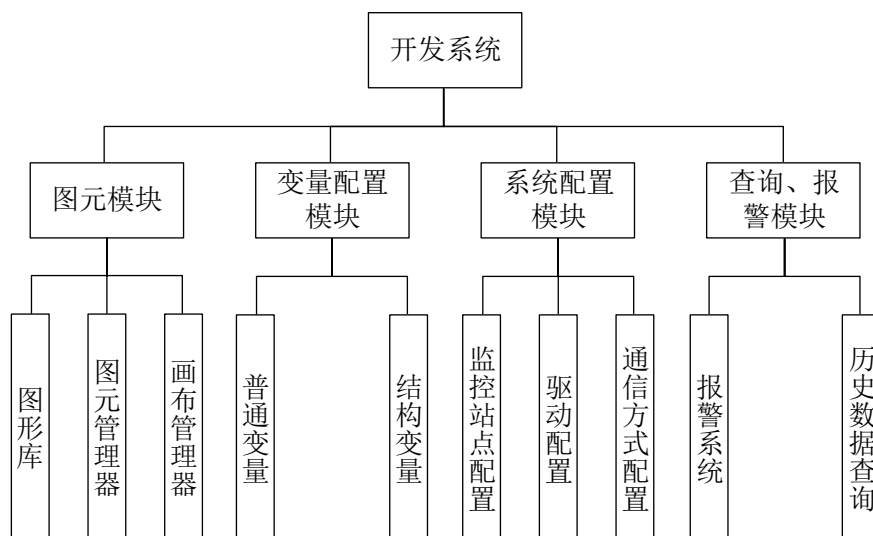 开发系统
图元模块
变量配置
模块
系统配置
模块
查询、报
警模块
图形库
图元管理器
画布管理器
普通变量
结构变量
监控站点配置
驱动配置
通信方式配置
报警系统
历史数据查询